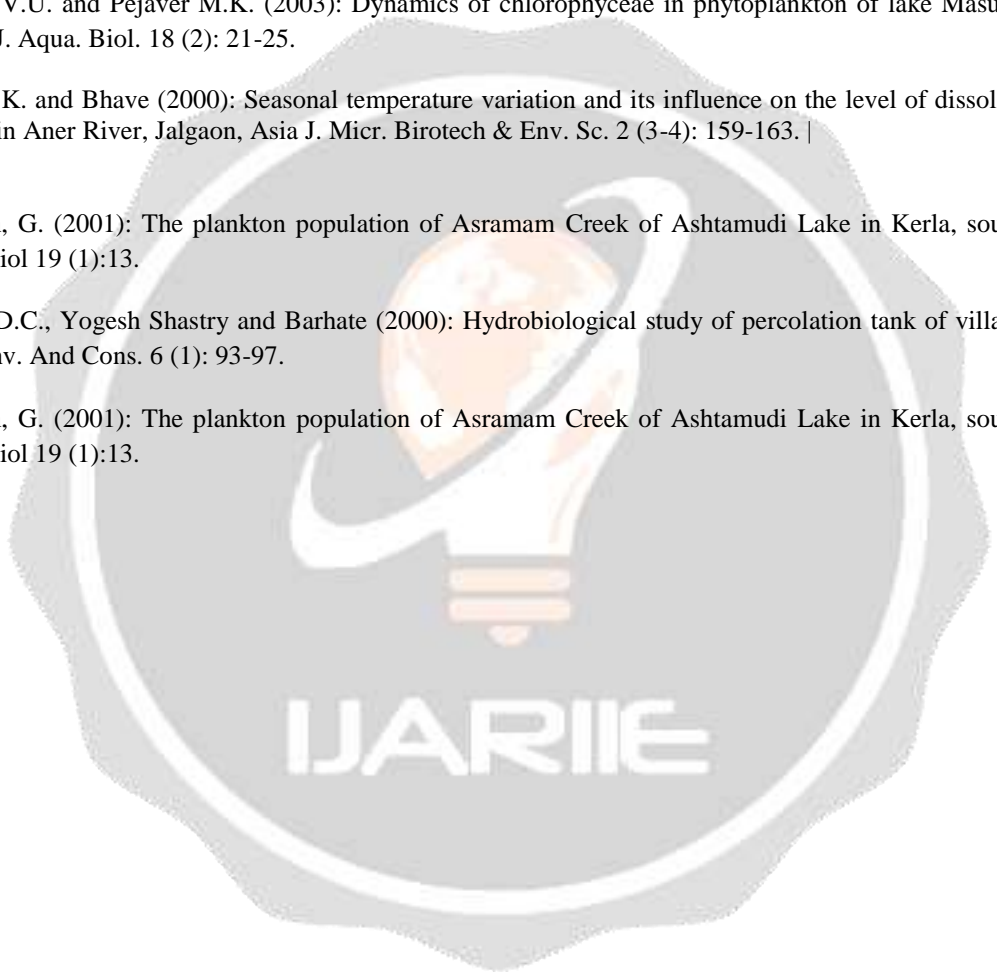 V.U. and Pejaver M.K. (2003): Dynamics of chlorophyceae in phytoplankton of lake Masu
J. Aqua. Biol. 18 (2): 21-25.
K. and Bhave (2000): Seasonal temperature variation and its influence on the level of dissol
in Aner River, Jalgaon, Asia J. Micr. Birotech & Env. Sc. 2 (3-4): 159-163. |
, G. (2001): The plankton population of Asramam Creek of Ashtamudi Lake in Kerla, sou
iol 19 (1):13.
D.C., Yogesh Shastry and Barhate (2000): Hydrobiological study of percolation tank of villa
nv. And Cons. 6 (1): 93-97.
, G. (2001): The plankton population of Asramam Creek of Ashtamudi Lake in Kerla, sou
iol 19 (1):13.
IJARIIE